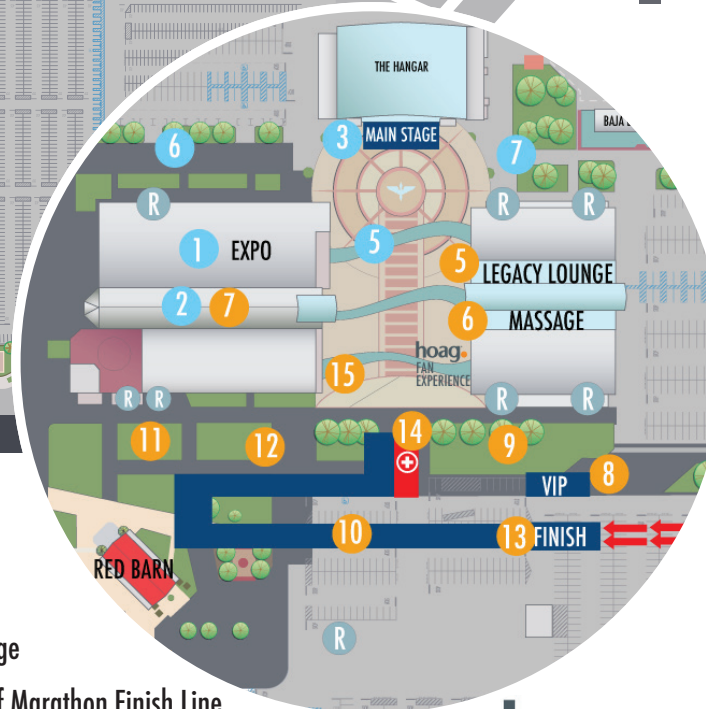 THE HANGAR
3
MAIN STAGE
6
7
R
R
R
1
EXPO
5
5
LEGACY LOUNGE
2
7
6
MASSAGE
hoag.
FAN
EXPERIENCE
15
R
R
R
R
11
12
14
9
8
VIP
10
13
FINISH
RED BARN
R
Marathon Finish Line